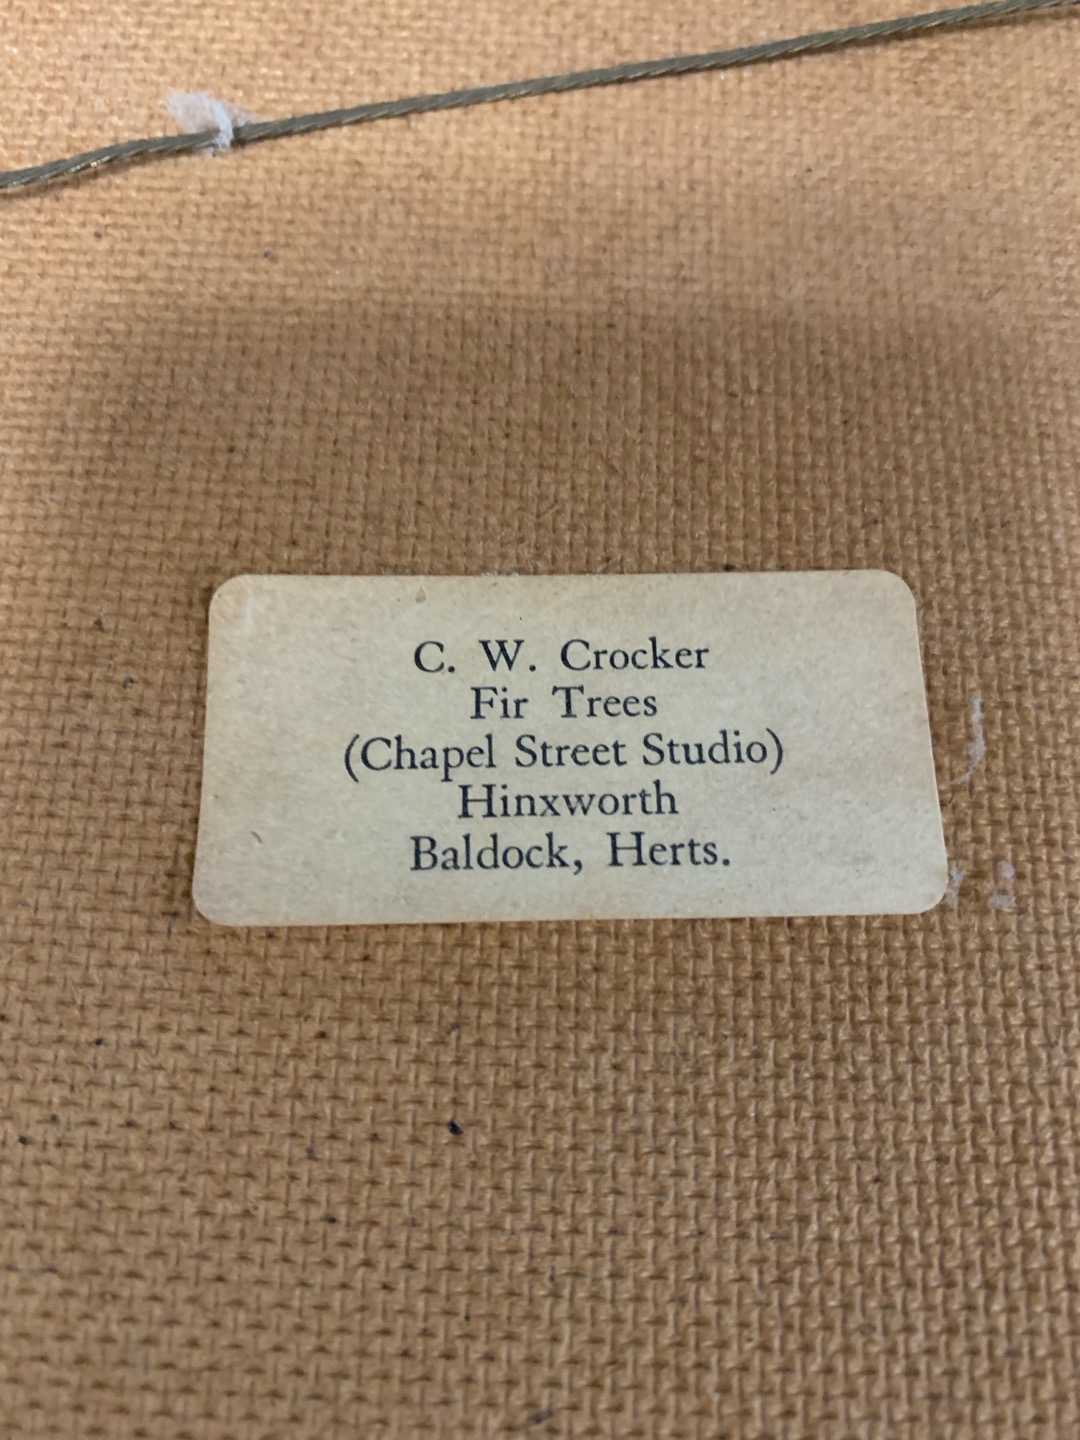 C. W. Crocker
Fir Trees
(Chapel Street Studio)
Hinxworth
Baldock, Herts.